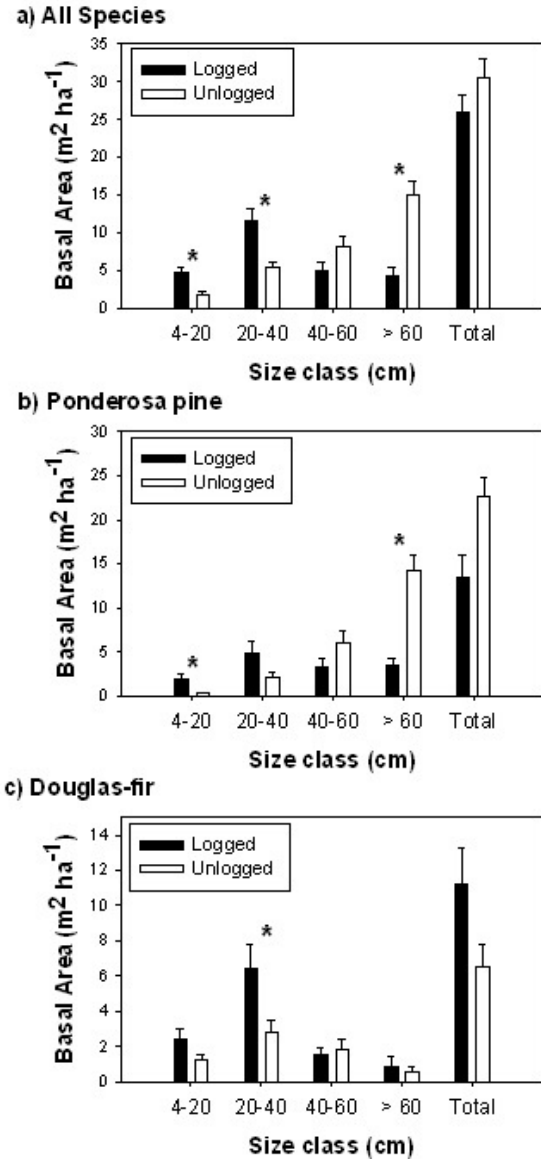 a) All Species
35
30
25
20
15
10
5
0
Basal Area (m² ha⁻¹)
Logged
Unlogged
*
*
*
4-20 20-40 40-60 > 60 Total
Size class (cm)
b) Ponderosa pine
30
25
20
15
10
5
0
Basal Area (m² ha⁻¹)
Logged
Unlogged
*
*
4-20 20-40 40-60 > 60 Total
Size class (cm)
c) Douglas-fir
14
12
10
8
6
4
2
0
Basal Area (m² ha⁻¹)
Logged
Unlogged
*
4-20 20-40 40-60 > 60 Total
Size class (cm)